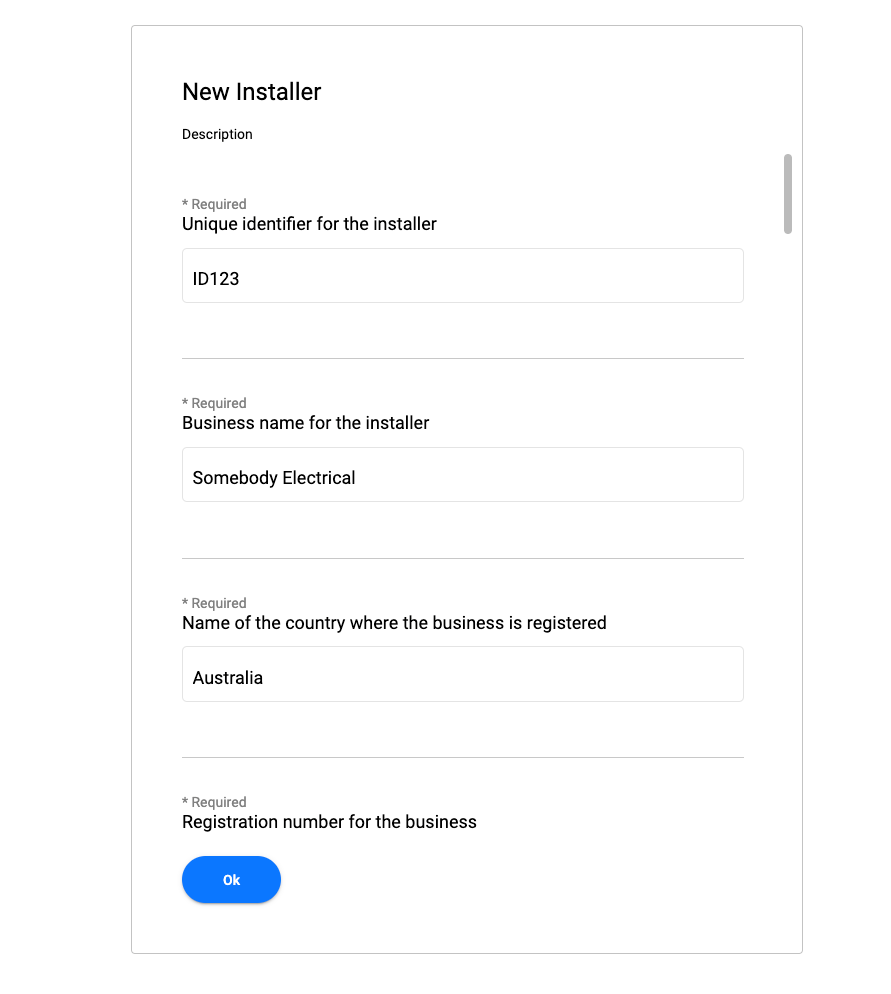 New Installer
Description
* Required
Unique identifier for the installer
ID123
* Required
Business name for the installer
Somebody Electrical
* Required
Name of the country where the business is registered
Australia
* Required
Registration number for the business
Ok